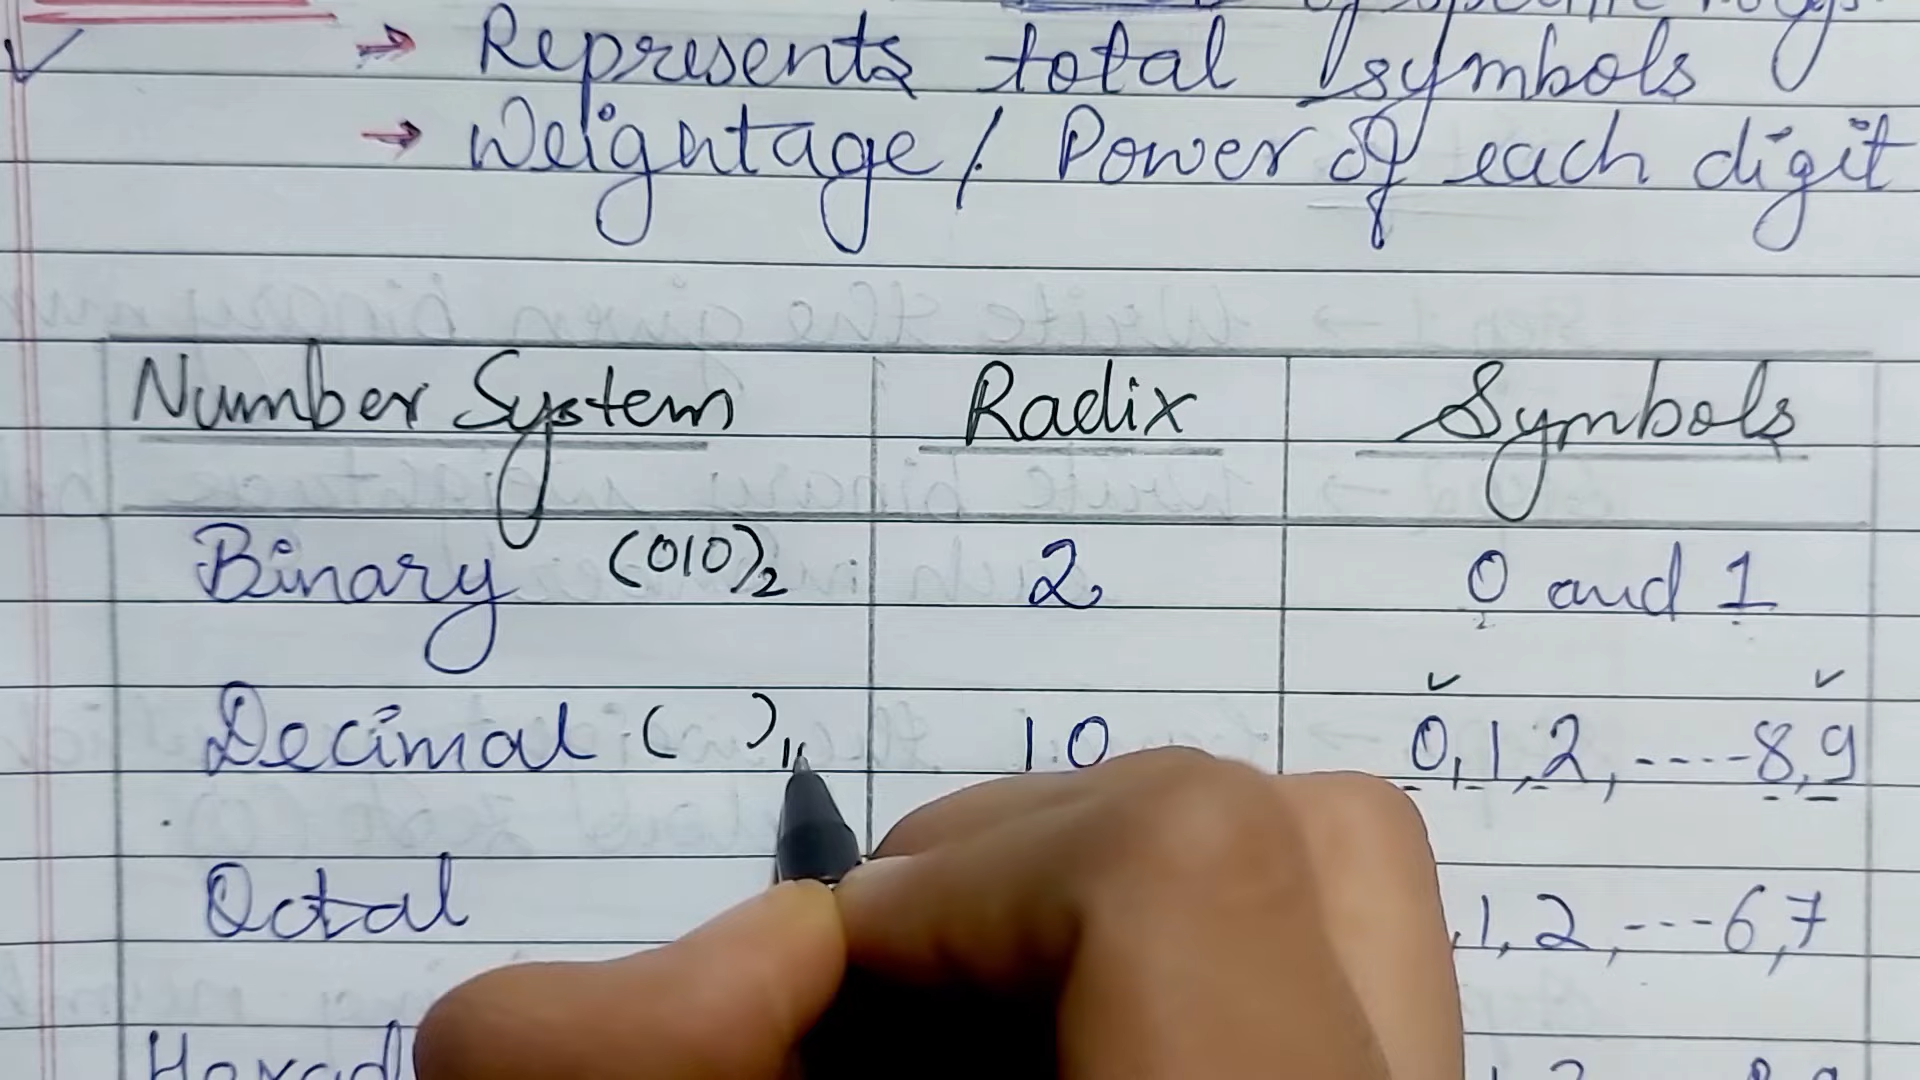 → Represents total symbols
→ Weightage / Power of each digit
Number System Radix Symbols
Binary (010)2 2 0 and 1
Decimal ( ) 10 0,1,2,----8,9
Octal ,1,2,---6,7
Hexad